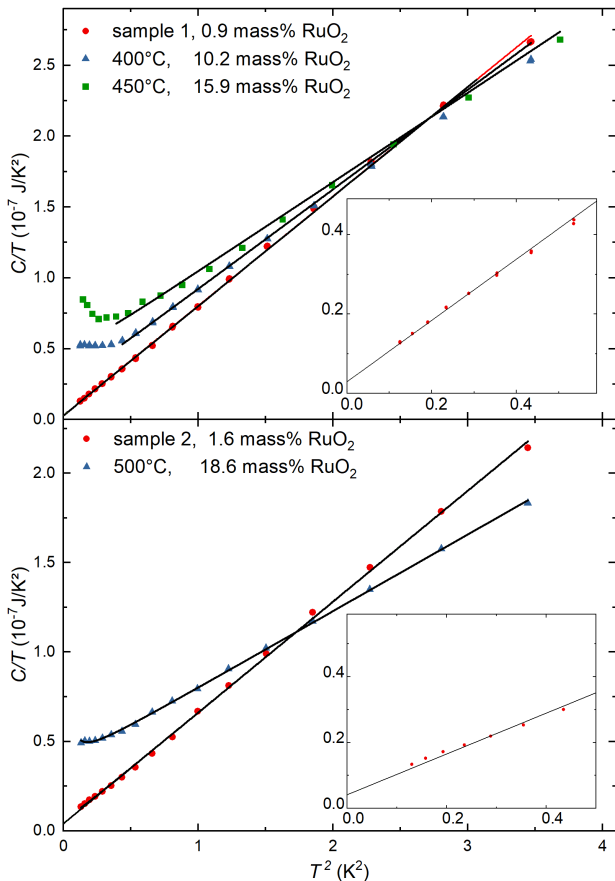 sample 1, 0.9 mass% RuO₂
400°C, 10.2 mass% RuO₂
450°C, 15.9 mass% RuO₂
2.5
2.0
1.5
1.0
0.5
0.0
C/T (10⁻⁷ J/K²)
0.4
0.2
0.0
0.0 0.2 0.4
sample 2, 1.6 mass% RuO₂
500°C, 18.6 mass% RuO₂
2.0
1.5
1.0
0.5
0.0
C/T (10⁻⁷J/K²)
0.4
0.2
0.0
0.0 0.2 0.4
0 1 2 3 4
T² (K²)